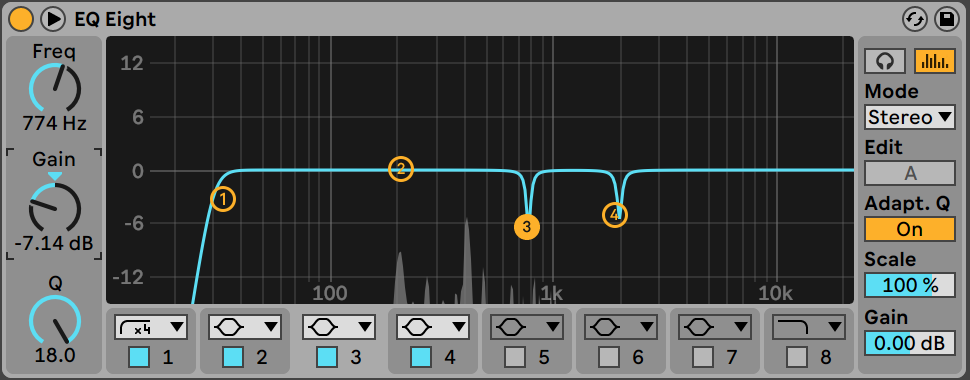 EQ Eight
Freq
774 Hz
Gain
-7.14 dB
Q
18.0
12
6
0
-6
-12
100
1k
10k
1
2
3
4
x4
1
2
3
4
5
6
7
8
Mode
Stereo
Edit
A
Adapt. Q
On
Scale
100 %
Gain
0.00 dB